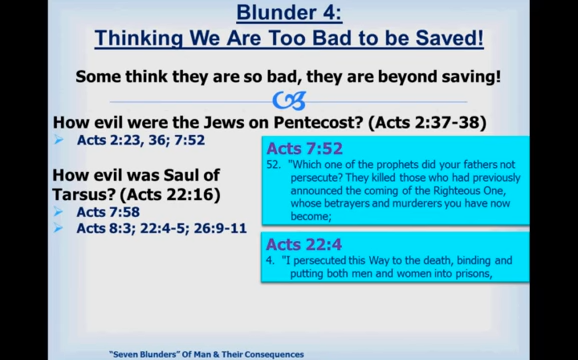 Blunder 4:
Thinking We Are Too Bad to be Saved!
Some think they are so bad, they are beyond saving!
How evil were the Jews on Pentecost? (Acts 2:37-38)
Acts 2:23, 36; 7:52
How evil was Saul of
Tarsus? (Acts 22:16)
Acts 7:58
Acts 8:3; 22:4-5; 26:9-11
Acts 7:52
52. "Which one of the prophets did your fathers not
persecute? They killed those who had previously
announced the coming of the Righteous One,
whose betrayers and murderers you have now
become;
Acts 22:4
4. "I persecuted this Way to the death, binding and
putting both men and women into prisons,
"Seven Blunders" Of Man & Their Consequences